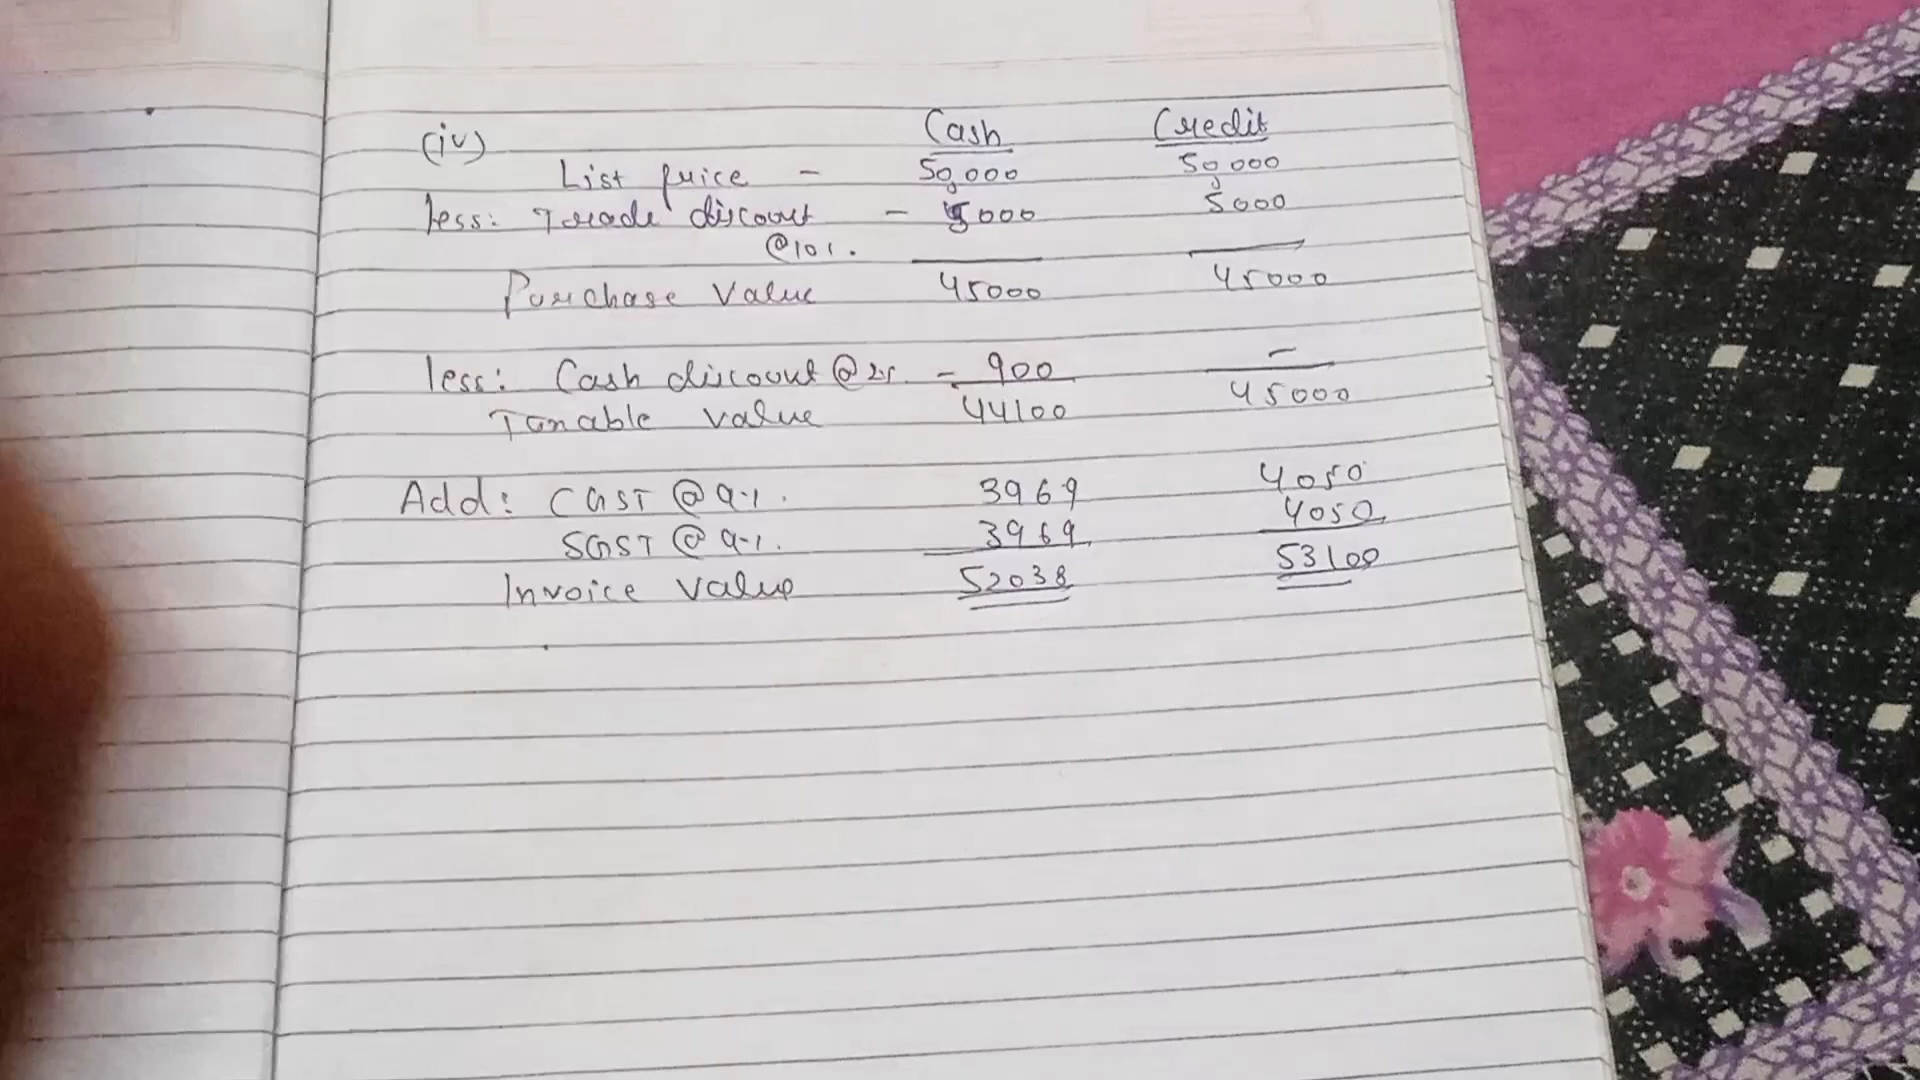 (iv) Cash Credit
List price - 50,000 50,000
Less: Trade discount - 5000 5000
@10%.
Purchase Value 45000 45000
less: Cash discount @2% - 900 -
Taxable value 44100 45000
Add: CGST @9%. 3969 4050
SGST @9%. 3969 4050
Invoice value 52038 53100